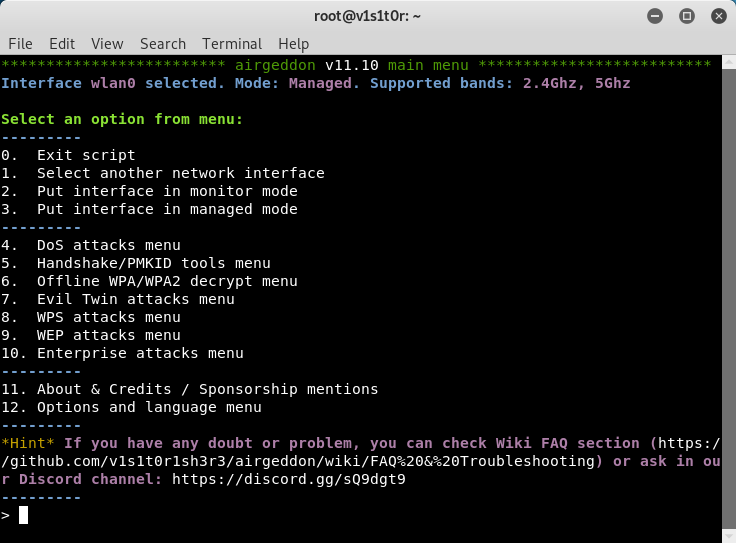 root@v1s1t0r: ~
File Edit View Search Terminal Help
************************* airgeddon v11.10 main menu **************************
Interface wlan0 selected. Mode: Managed. Supported bands: 2.4Ghz, 5Ghz
Select an option from menu:
---------
0.  Exit script
1.  Select another network interface
2.  Put interface in monitor mode
3.  Put interface in managed mode
---------
4.  DoS attacks menu
5.  Handshake/PMKID tools menu
6.  Offline WPA/WPA2 decrypt menu
7.  Evil Twin attacks menu
8.  WPS attacks menu
9.  WEP attacks menu
10. Enterprise attacks menu
---------
11. About & Credits / Sponsorship mentions
12. Options and language menu
---------
*Hint* If you have any doubt or problem, you can check Wiki FAQ section (https:/
/github.com/v1s1t0r1sh3r3/airgeddon/wiki/FAQ%20&%20Troubleshooting) or ask in ou
r Discord channel: https://discord.gg/sQ9dgt9
---------
>